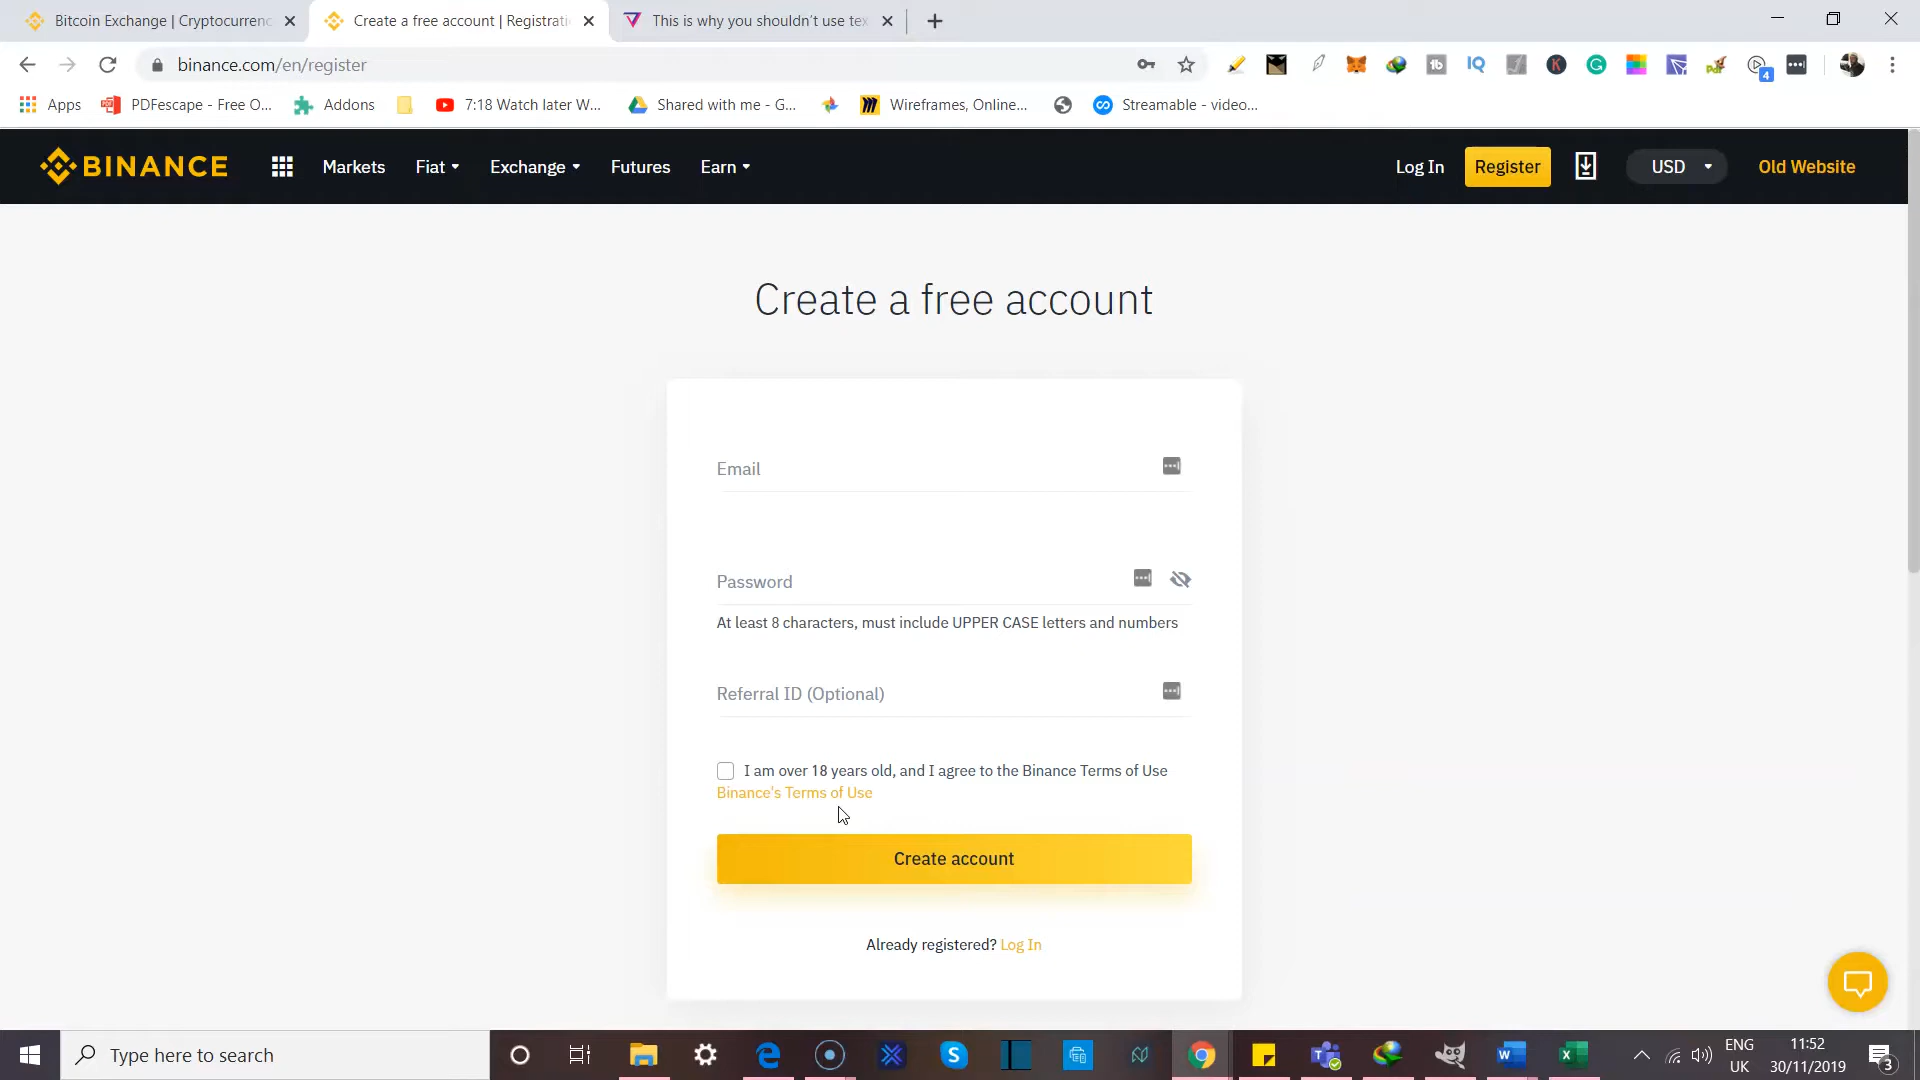 Bitcoin Exchange | Cryptocurrenc
Create a free account | Registrati
This is why you shouldn't use tex
binance.com/en/register
4
Apps
PDFescape - Free O...
Addons
7:18 Watch later W...
Shared with me - G...
Wireframes, Online...
Streamable - video...
BINANCE
Markets
Fiat
Exchange
Futures
Earn
Log In
Register
USD
Old Website
Create a free account
Email
Password
At least 8 characters, must include UPPER CASE letters and numbers
Referral ID (Optional)
I am over 18 years old, and I agree to the Binance Terms of Use
Binance's Terms of Use
Create account
Already registered? Log In
Type here to search
ENG
UK
11:52
30/11/2019
3